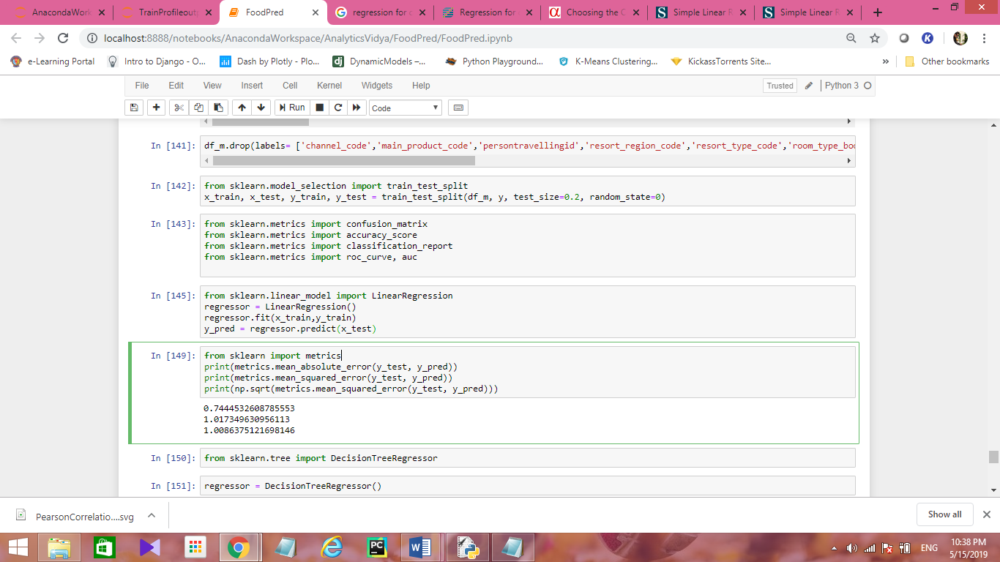 AnacondaWork
TrainProfileoutp
FoodPred
regression for c
Regression for
Choosing the C
Simple Linear R
Simple Linear R
localhost:8888/notebooks/AnacondaWorkspace/AnalyticsVidya/FoodPred/FoodPred.ipynb
e-Learning Portal
Intro to Django - O...
Dash by Plotly - Plo...
DynamicModels –...
Python Playground...
K-Means Clustering...
KickassTorrents Site...
»
Other bookmarks
File Edit View Insert Cell Kernel Widgets Help
Trusted
Python 3
Run
Code
In [141]:
df_m.drop(labels= ['channel_code','main_product_code','persontravellingid','resort_region_code','resort_type_code','room_type_boo
In [142]:
from sklearn.model_selection import train_test_split
x_train, x_test, y_train, y_test = train_test_split(df_m, y, test_size=0.2, random_state=0)
In [143]:
from sklearn.metrics import confusion_matrix
from sklearn.metrics import accuracy_score
from sklearn.metrics import classification_report
from sklearn.metrics import roc_curve, auc
In [145]:
from sklearn.linear_model import LinearRegression
regressor = LinearRegression()
regressor.fit(x_train,y_train)
y_pred = regressor.predict(x_test)
In [149]:
from sklearn import metrics
print(metrics.mean_absolute_error(y_test, y_pred))
print(metrics.mean_squared_error(y_test, y_pred))
print(np.sqrt(metrics.mean_squared_error(y_test, y_pred)))
0.7444532608785553
1.017349630956113
1.0086375121698146
In [150]:
from sklearn.tree import DecisionTreeRegressor
In [151]:
regressor = DecisionTreeRegressor()
PearsonCorrelatio....svg
Show all
ENG
10:38 PM
5/15/2019